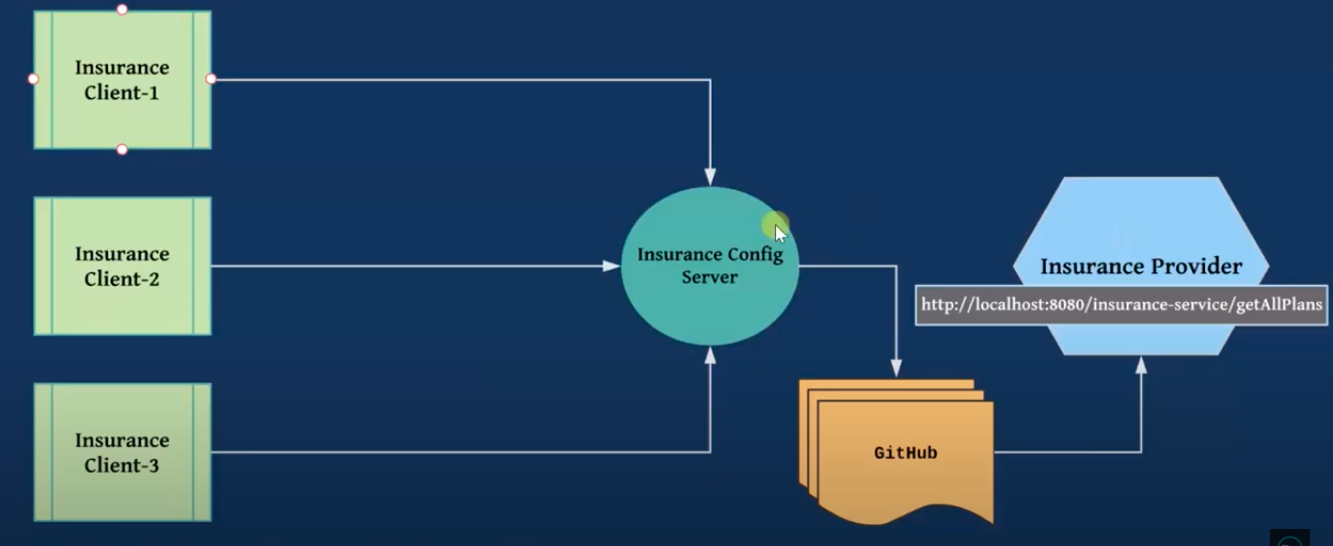 Insurance
Client-1
Insurance
Client-2
Insurance Config
Server
Insurance Provider
http://localhost:8080/insurance-service/getAllPlans
Insurance
Client-3
GitHub